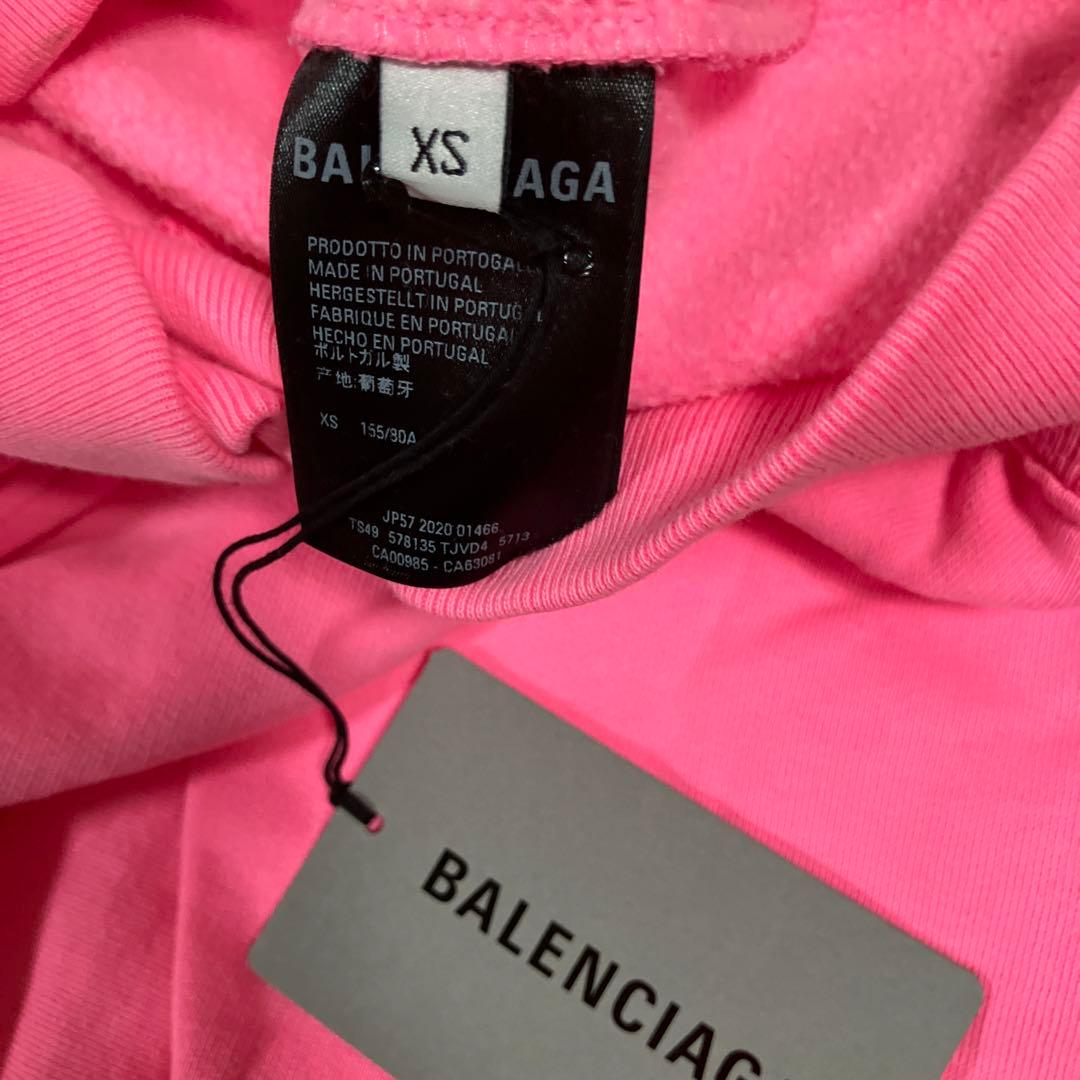 XS
BAL AGA
PRODOTTO IN PORTOGAL
MADE IN PORTUGAL
HERGESTELLT IN PORTUG L
FABRIQUE EN PORTUGAL
HECHO EN PORTUGAL
ポルトガル製
产地:葡萄牙
XS 155/80A
JP57 2020 01466
TS49 578135 TJVD4 5713
CA00985 - CA63081
BALENCIAGA